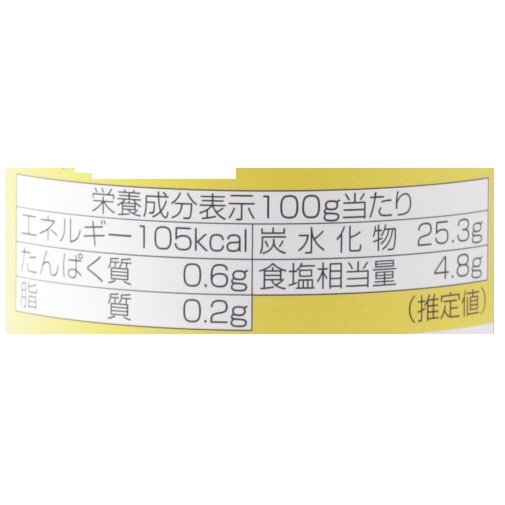 栄養成分表示100g当たり
エネルギー105kcal 炭水化物 25.3g
たんぱく質 0.6g 食塩相当量 4.8g
脂質 0.2g (推定値)